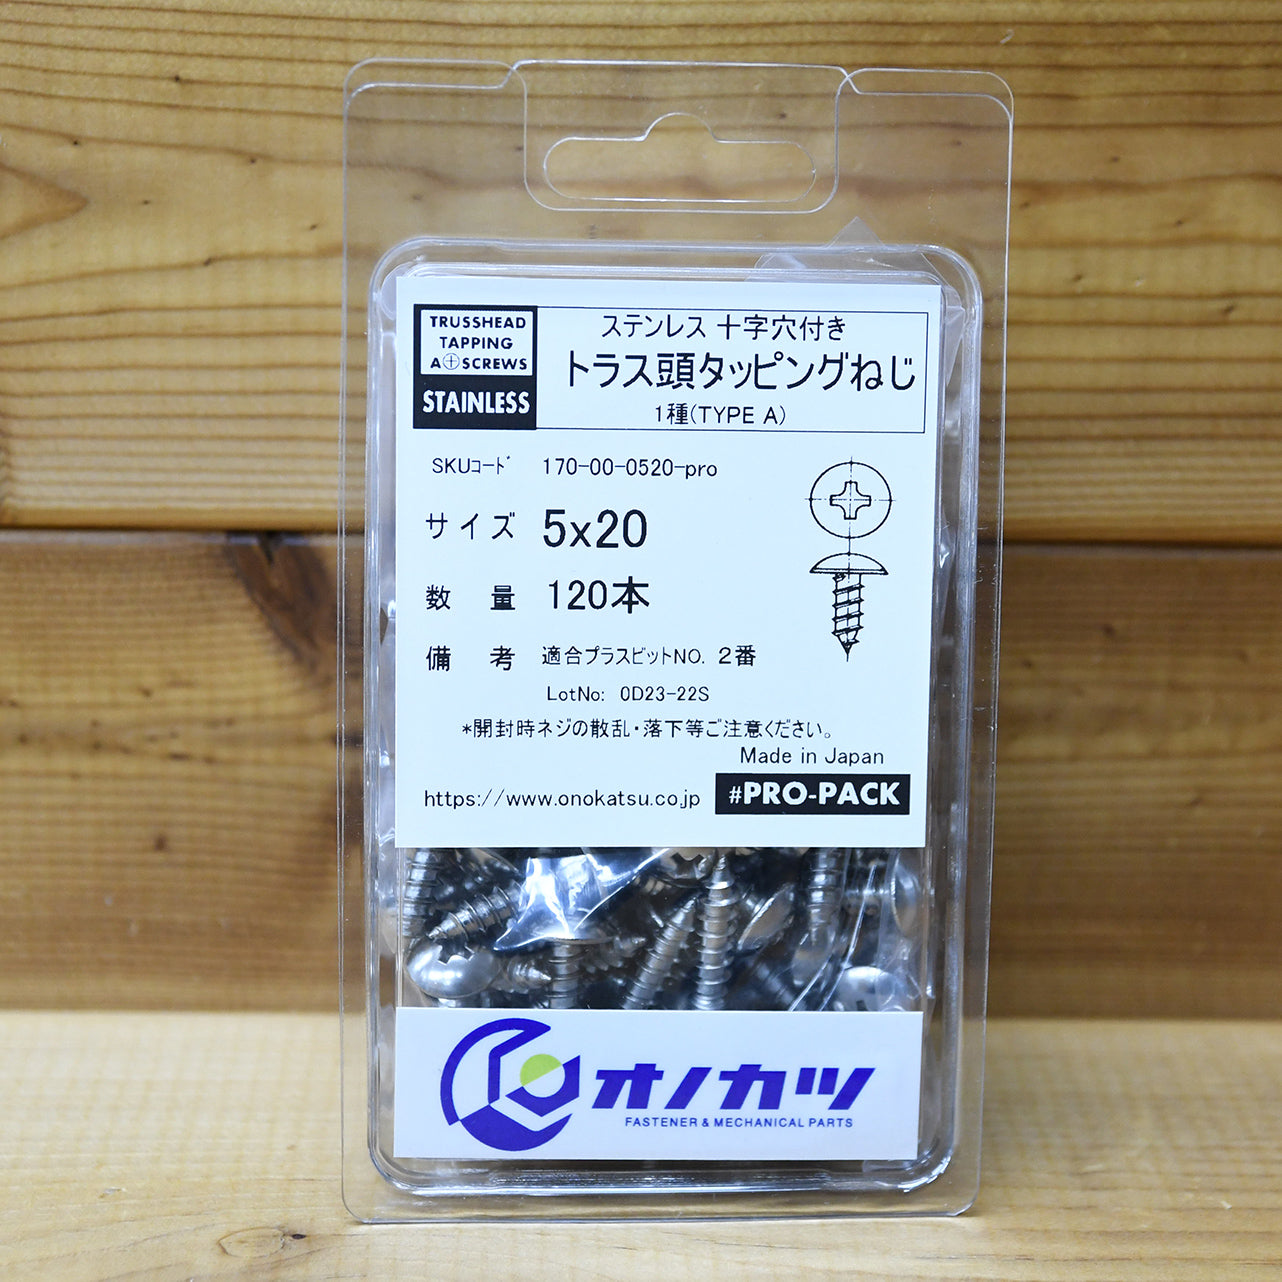 TRUSSHEAD
TAPPING
A⊕SCREWS
STAINLESS
ステンレス 十字穴付き
トラス頭タッピングねじ
1種(TYPE A)
SKUコード 170-00-0520-pro
サイズ 5x20
数量 120本
備考 適合プラスビットNO. 2番
LotNo: 0D23-22S
*開封時ネジの散乱・落下等ご注意ください。
Made in Japan
https://www.onokatsu.co.jp #PRO-PACK
オノカツ
FASTENER & MECHANICAL PARTS